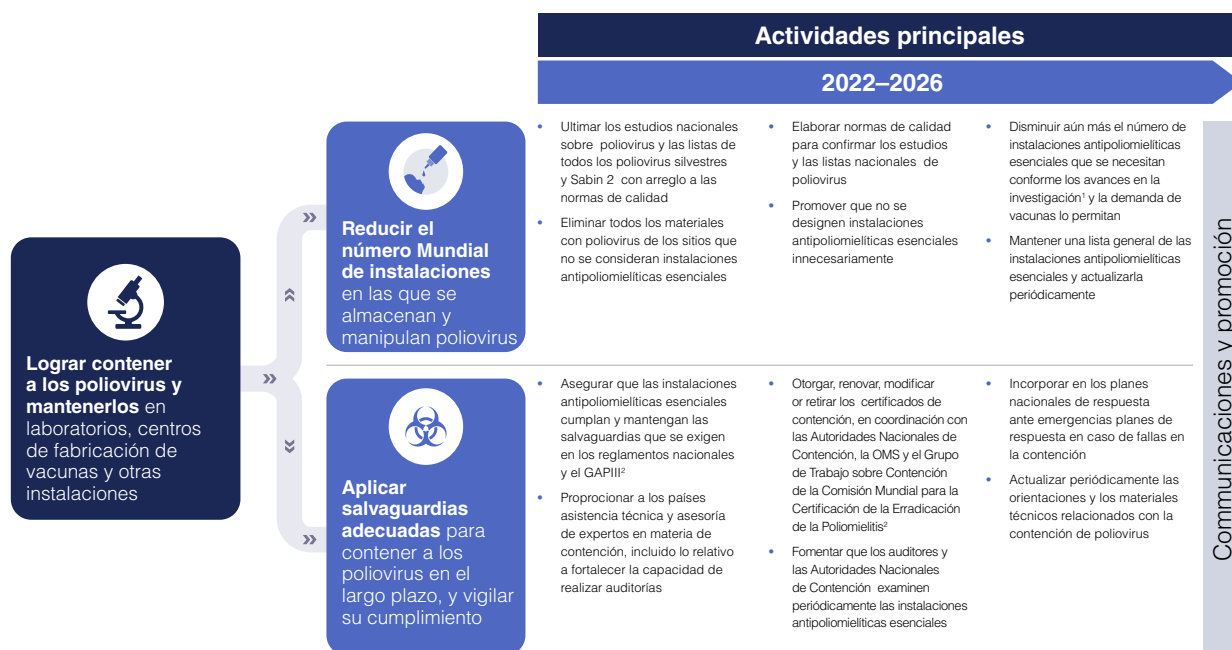 Actividades principales
2022–2026
Lograr contener
a los poliovirus y
mantenerlos en
laboratorios, centros
de fabricación de
vacunas y otras
instalaciones
Reducir el
número Mundial
de instalaciones
en las que se
almacenan y
manipulan poliovirus
• Ultimar los estudios nacionales
sobre poliovirus y las listas de
todos los poliovirus silvestres
y Sabin 2 con arreglo a las
normas de calidad
• Eliminar todos los materiales
con poliovirus de los sitios que
no se consideran instalaciones
antipoliomielíticas esenciales
• Elaborar normas de calidad
para confirmar los estudios
y las listas nacionales de
poliovirus
• Promover que no se
designen instalaciones
antipoliomielíticas esenciales
innecesariamente
• Disminuir aún más el número de
instalaciones antipoliomielíticas
esenciales que se necesitan
conforme los avances en la
investigación¹ y la demanda de
vacunas lo permitan
• Mantener una lista general de las
instalaciones antipoliomielíticas
esenciales y actualizarla
periódicamente
Aplicar
salvaguardias
adecuadas para
contener a los
poliovirus en el
largo plazo, y vigilar
su cumplimiento
• Asegurar que las instalaciones
antipoliomielíticas esenciales
cumplan y mantengan las
salvaguardias que se exigen
en los reglamentos nacionales
y el GAPIII²
• Proprocionar a los países
asistencia técnica y asesoría
de expertos en materia de
contención, incluido lo relativo
a fortalecer la capacidad de
realizar auditorías
• Otorgar, renovar, modificar
or retirar los certificados de
contención, en coordinación con
las Autoridades Nacionales de
Contención, la OMS y el Grupo
de Trabajo sobre Contención
de la Comisión Mundial para la
Certificación de la Erradicación
de la Poliomielitis²
• Fomentar que los auditores y
las Autoridades Nacionales
de Contención examinen
periódicamente las instalaciones
antipoliomielíticas esenciales
• Incorporar en los planes
nacionales de respuesta
ante emergencias planes de
respuesta en caso de fallas en
la contención
• Actualizar periódicamente las
orientaciones y los materiales
técnicos relacionados con la
contención de poliovirus
Communicaciones y promoción